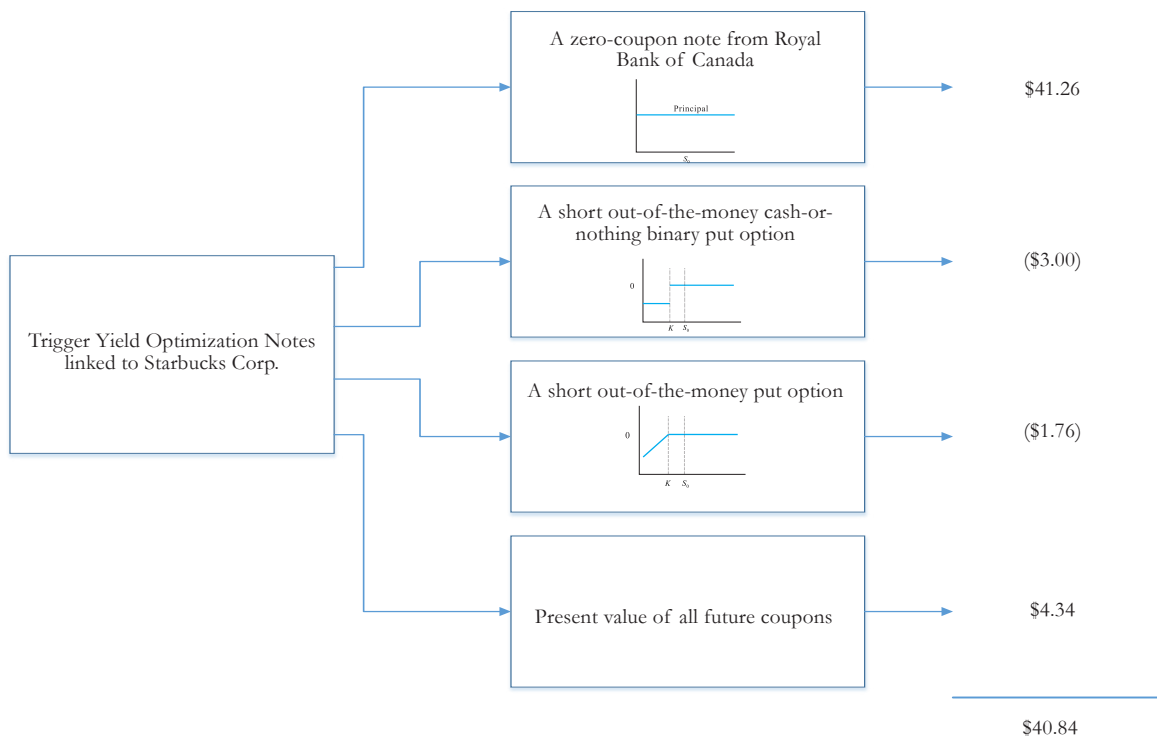 A zero-coupon note from Royal
Bank of Canada
Principal
S₀
$41.26
A short out-of-the-money cash-or-
nothing binary put option
0
K S₀
($3.00)
Trigger Yield Optimization Notes
linked to Starbucks Corp.
A short out-of-the-money put option
0
K S₀
($1.76)
Present value of all future coupons
$4.34
$40.84